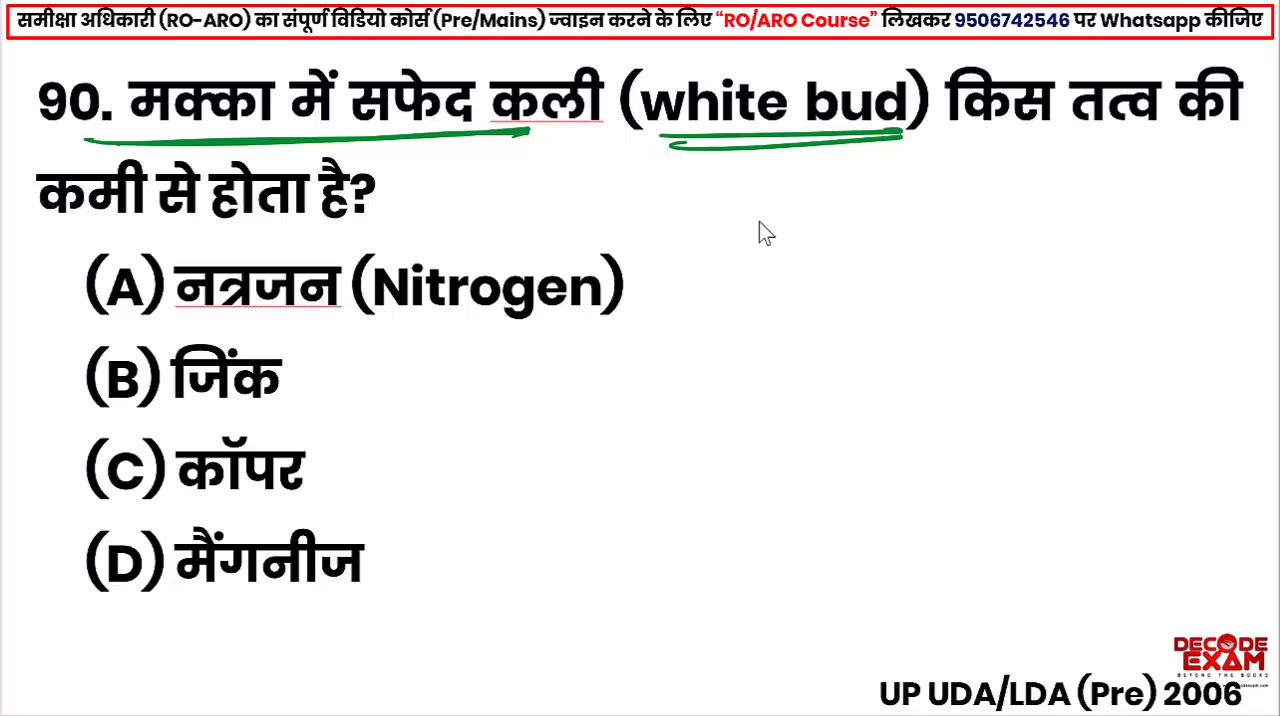 समीक्षा अधिकारी (RO-ARO) का संपूर्ण विडियो कोर्स (Pre/Mains) ज्वाइन करने के लिए “RO/ARO Course” लिखकर 9506742546 पर Whatsapp कीजिए
90. मक्का में सफेद कली (white bud) किस तत्व की
कमी से होता है?
(A) नत्रजन (Nitrogen)
(B) जिंक
(C) कॉपर
(D) मैंगनीज
DECODE
EXAM
BEYOND THE BOOKS
UP UDA/LDA (Pre) 2006